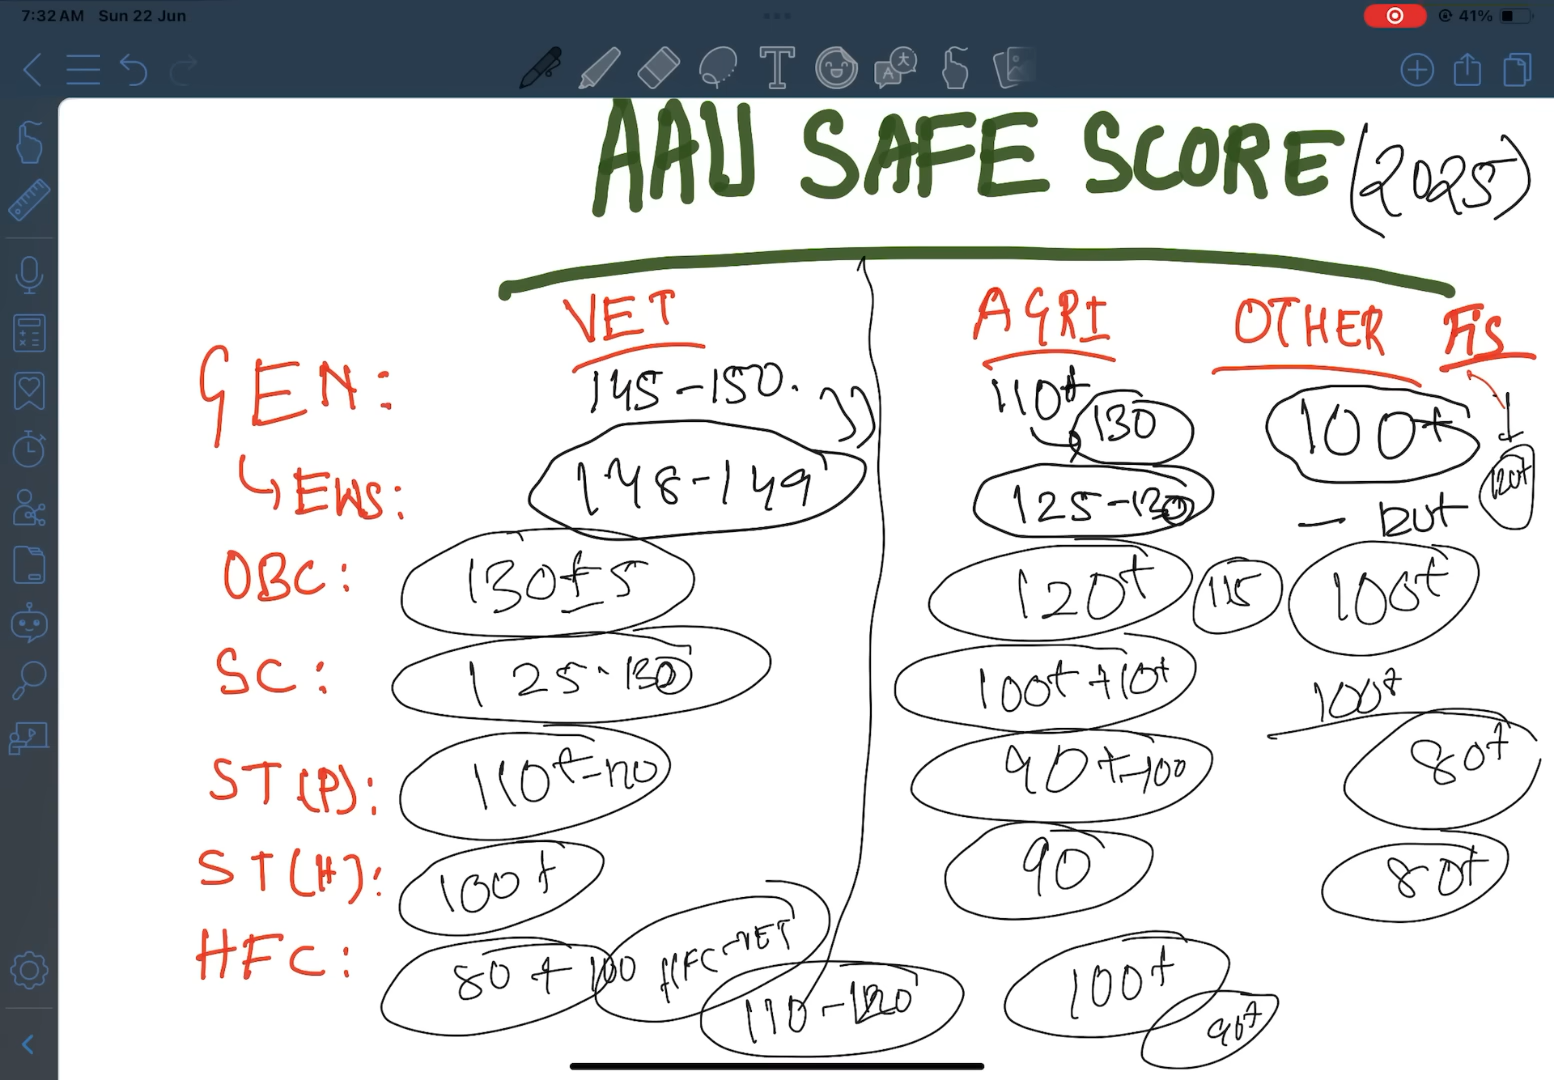 7:32 AM Sun 22 Jun
41%
AAU SAFE SCORE (2025)
VET AGRI OTHER Fis
GEN: 145-150. 110+ 130 100+
EWS: 148-149 125-130 - 120+ 120+
OBC: 130±5 120+ 115 100+
SC: 125-130 100+ +10+ 100+
ST(P): 110+-120 90+-100 80+
ST(H): 100+ 90 80+
HFC: 80+ 100 HFC-VET 110-120 100+ 90+